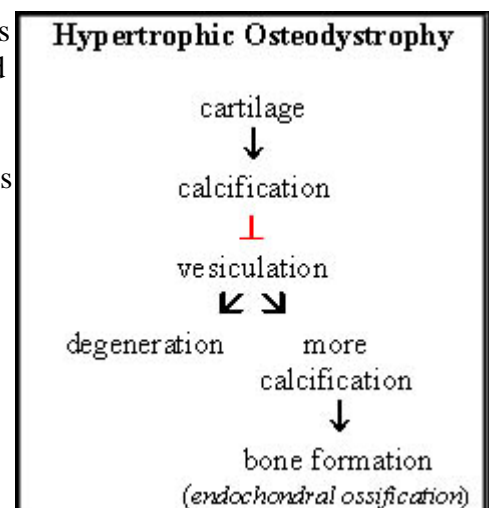 Hypertrophic Osteodystrophy
cartilage
calcification
vesiculation
degeneration more
calcification
bone formation
(endochondral ossification)